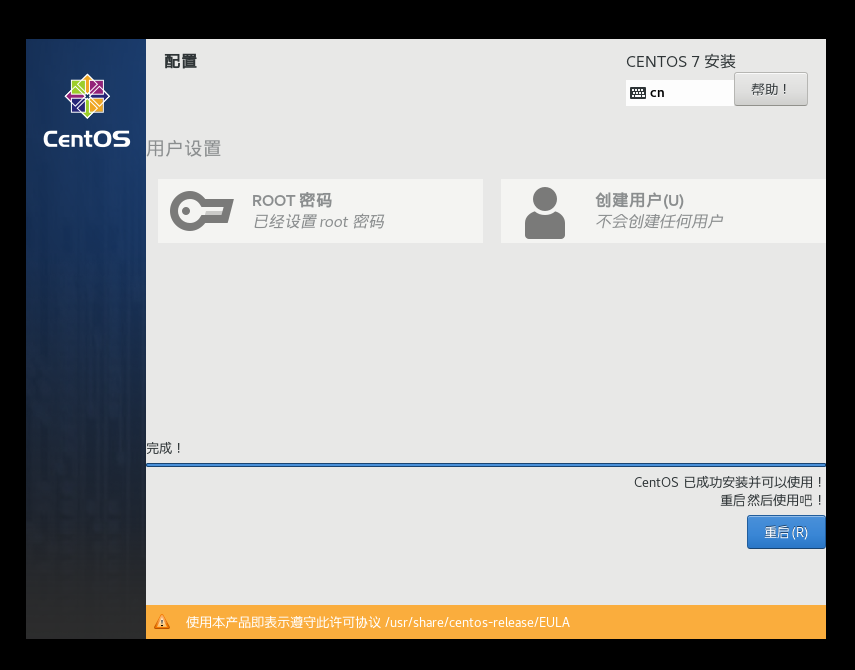 配置
CENTOS 7 安装
cn
帮助！
CentOS
用户设置
ROOT 密码
已经设置 root 密码
创建用户(U)
不会创建任何用户
完成！
CentOS 已成功安装并可以使用！
重启然后使用吧！
重启(R)
使用本产品即表示遵守此许可协议 /usr/share/centos-release/EULA